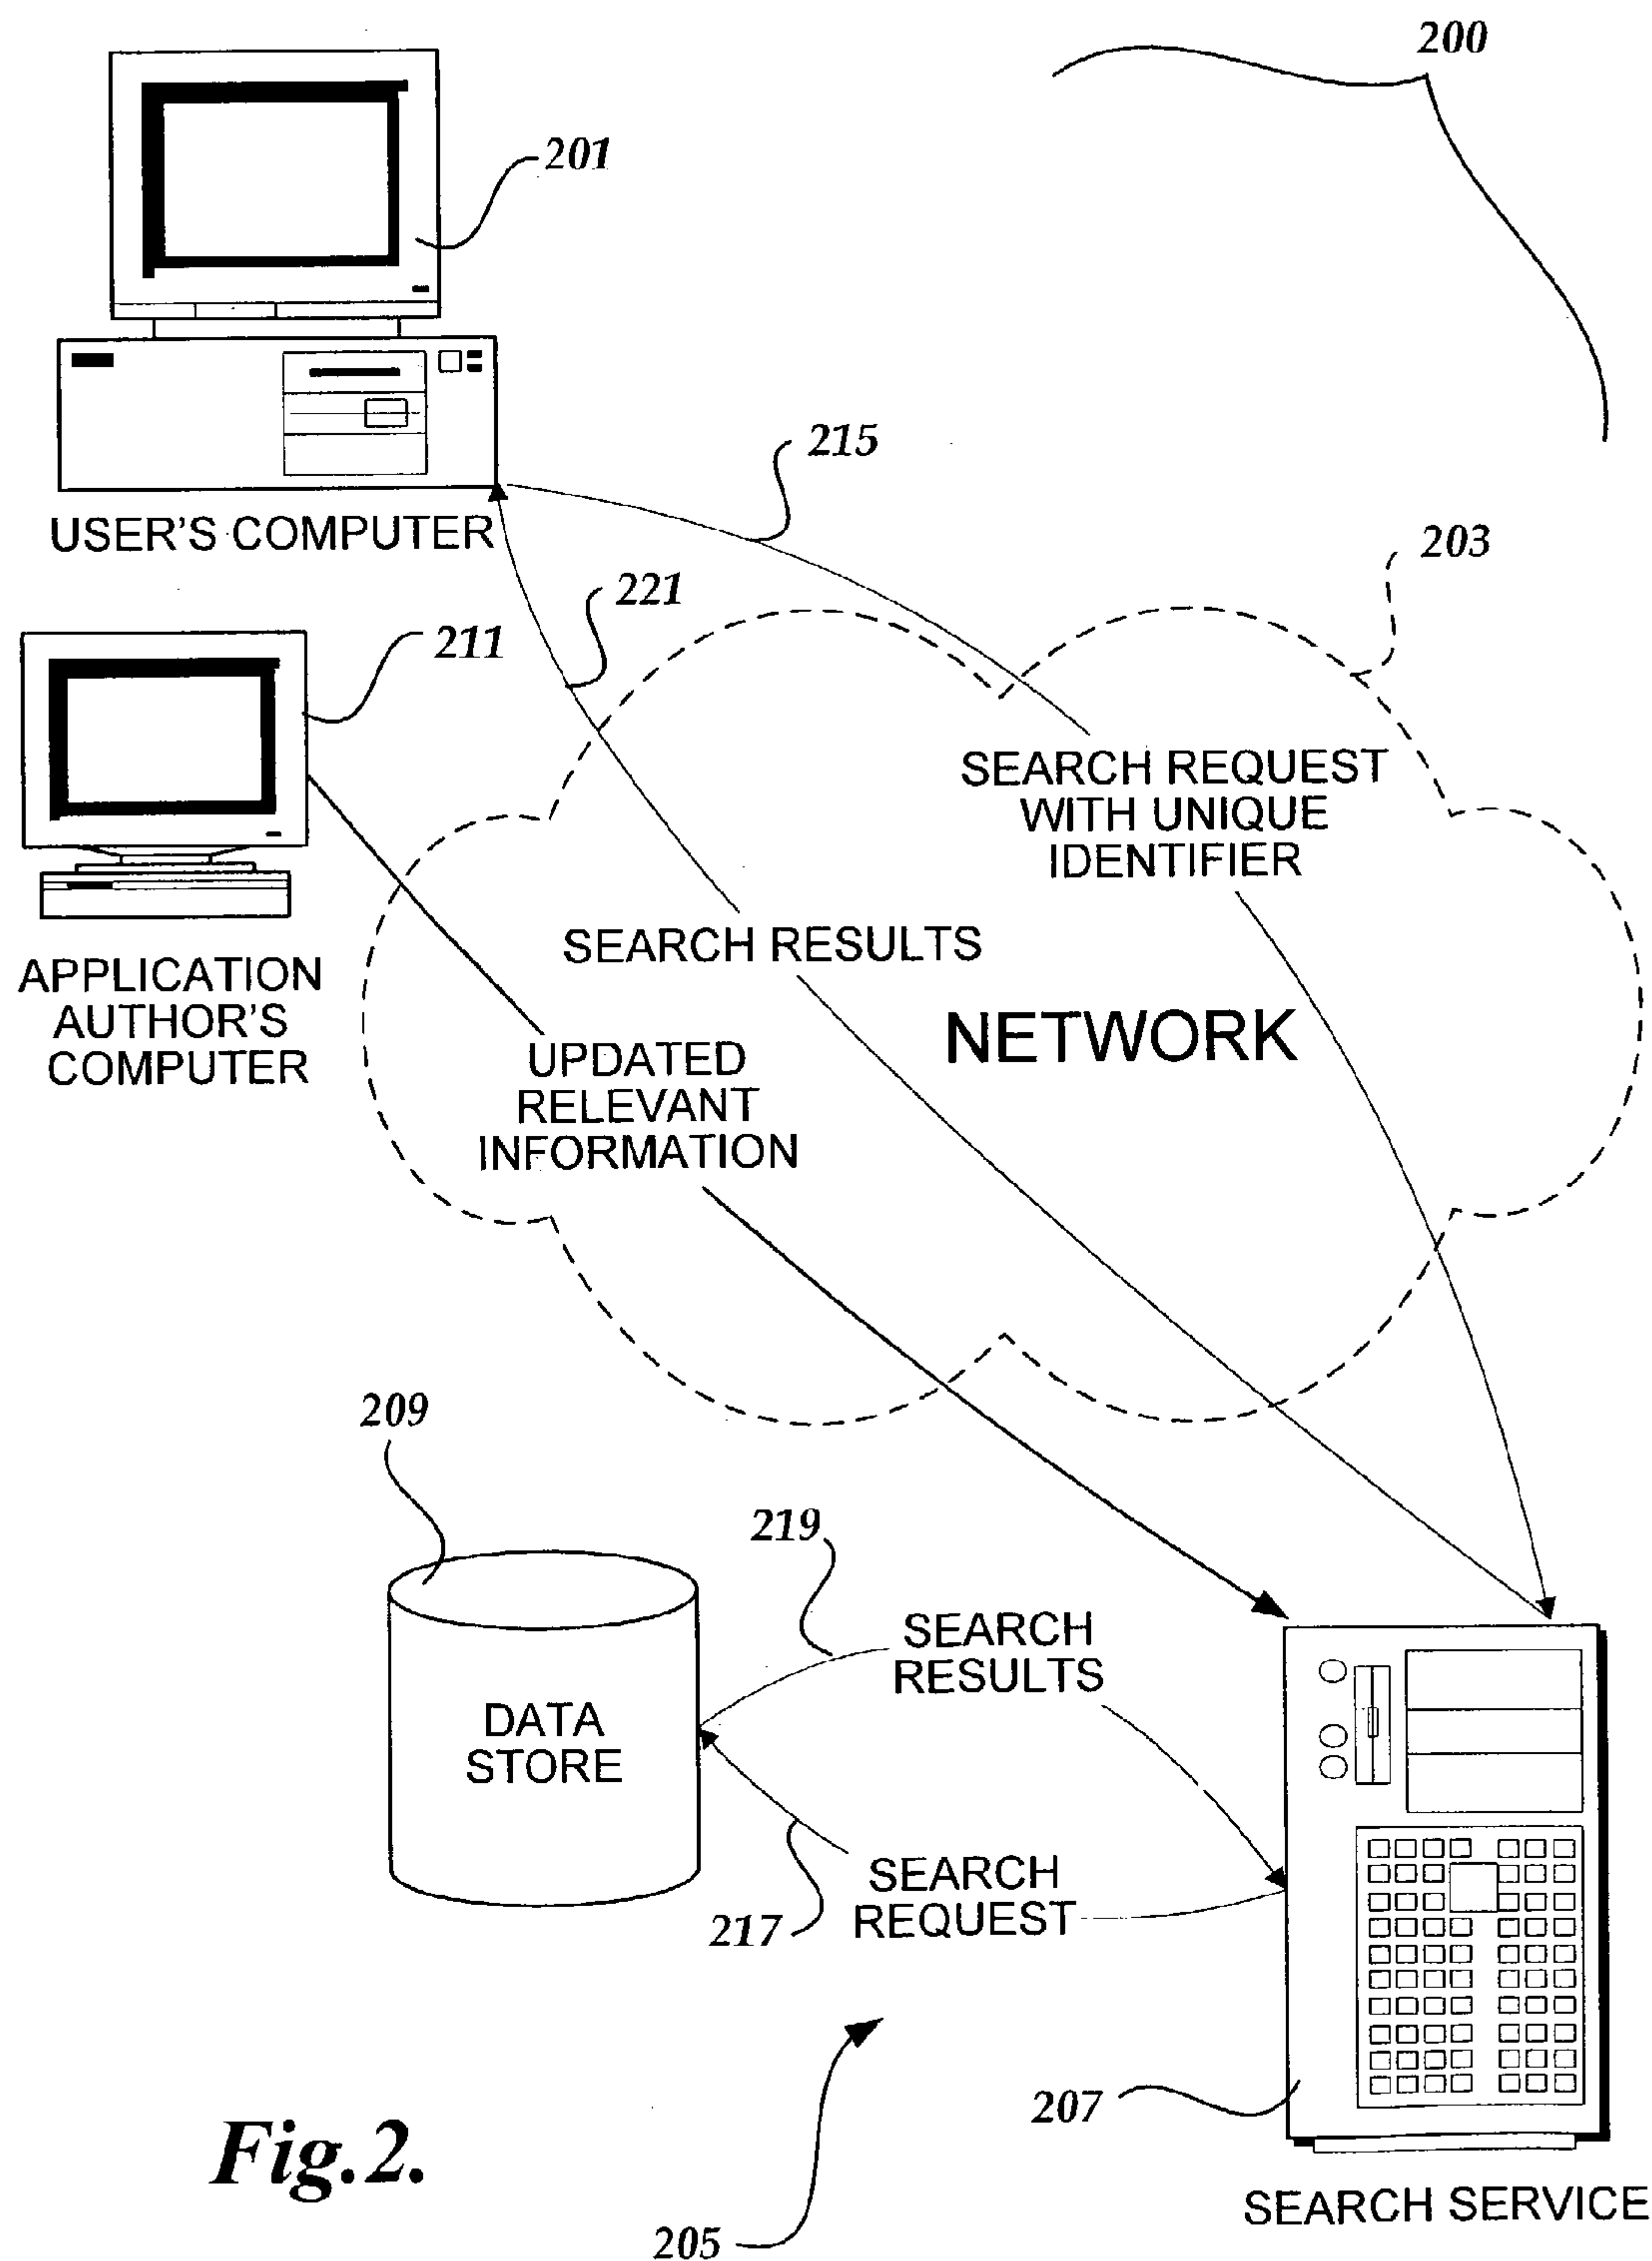 200
201
215
USER'S COMPUTER
203
221
211
SEARCH REQUEST
WITH UNIQUE
IDENTIFIER
SEARCH RESULTS
APPLICATION
AUTHOR'S
COMPUTER
NETWORK
UPDATED
RELEVANT
INFORMATION
209
219
SEARCH
RESULTS
DATA
STORE
SEARCH
REQUEST
217
207
Fig.2.
205
SEARCH SERVICE